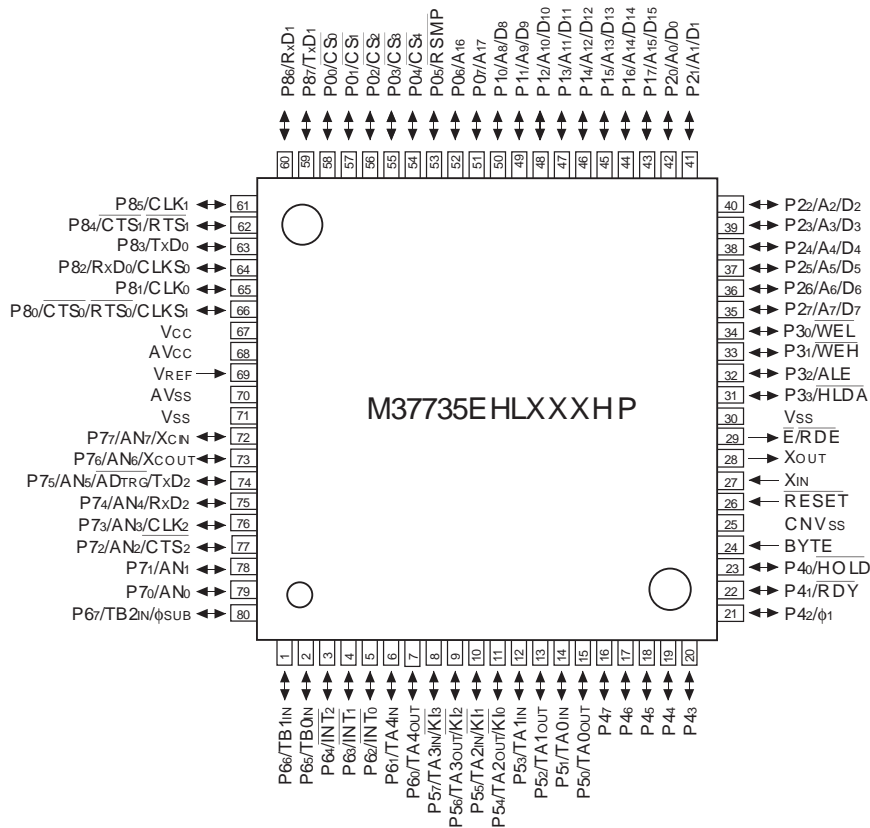 P86/RxD1
P87/TxD1
P00/CS0
P01/CS1
P02/CS2
P03/CS3
P04/CS4
P05/RSMP
P06/A16
P07/A17
P10/A8/D8
P11/A9/D9
P12/A10/D10
P13/A11/D11
P14/A12/D12
P15/A13/D13
P16/A14/D14
P17/A15/D15
P20/A0/D0
P21/A1/D1
60 59 58 57 56 55 54 53 52 51 50 49 48 47 46 45 44 43 42 41
P85/CLK1 61
P84/CTS1/RTS1 62
P83/TxD0 63
P82/RxD0/CLKS0 64
P81/CLK0 65
P80/CTS0/RTS0/CLKS1 66
VCC 67
AVCC 68
VREF 69
AVSS 70
VSS 71
P77/AN7/XCIN 72
P76/AN6/XCOUT 73
P75/AN5/ADTRG/TxD2 74
P74/AN4/RxD2 75
P73/AN3/CLK2 76
P72/AN2/CTS2 77
P71/AN1 78
P70/AN0 79
P67/TB2IN/ϕSUB 80
M37735EHLXXXHP
40 P22/A2/D2
39 P23/A3/D3
38 P24/A4/D4
37 P25/A5/D5
36 P26/A6/D6
35 P27/A7/D7
34 P30/WEL
33 P31/WEH
32 P32/ALE
31 P33/HLDA
30 VSS
29 E/RDE
28 XOUT
27 XIN
26 RESET
25 CNVSS
24 BYTE
23 P40/HOLD
22 P41/RDY
21 P42/ϕ1
1 2 3 4 5 6 7 8 9 10 11 12 13 14 15 16 17 18 19 20
P66/TB1IN
P65/TB0IN
P64/INT2
P63/INT1
P62/INT0
P61/TA4IN
P60/TA4OUT
P57/TA3IN/KI3
P56/TA3OUT/KI2
P55/TA2IN/KI1
P54/TA2OUT/KI0
P53/TA1IN
P52/TA1OUT
P51/TA0IN
P50/TA0OUT
P47
P46
P45
P44
P43